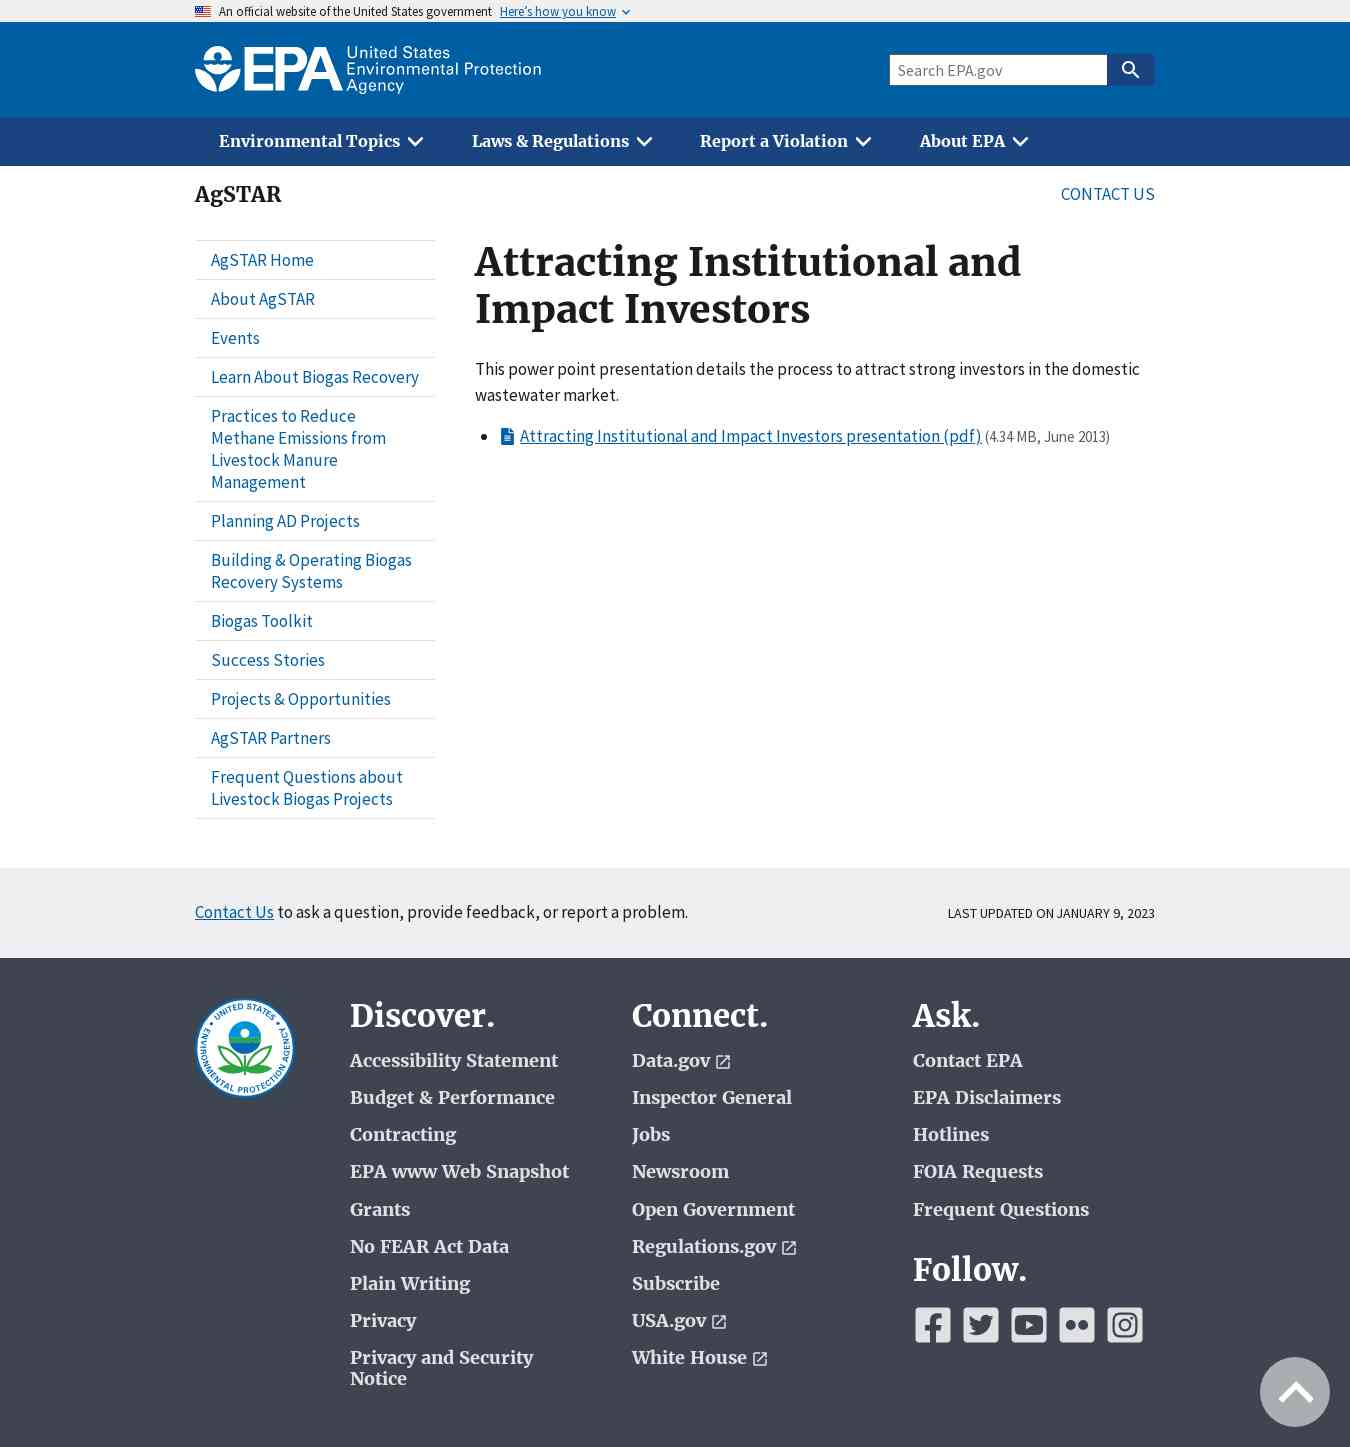 An official website of the United States government Here's how you know
EPA United States
Environmental Protection
Agency
Search EPA.gov
Environmental Topics Laws & Regulations Report a Violation About EPA
AgSTAR CONTACT US
AgSTAR Home
About AgSTAR
Events
Learn About Biogas Recovery
Practices to Reduce
Methane Emissions from
Livestock Manure
Management
Planning AD Projects
Building & Operating Biogas
Recovery Systems
Biogas Toolkit
Success Stories
Projects & Opportunities
AgSTAR Partners
Frequent Questions about
Livestock Biogas Projects
Attracting Institutional and
Impact Investors
This power point presentation details the process to attract strong investors in the domestic
wastewater market.
Attracting Institutional and Impact Investors presentation (pdf) (4.34 MB, June 2013)
Contact Us to ask a question, provide feedback, or report a problem. LAST UPDATED ON JANUARY 9, 2023
UNITED STATES
ENVIRONMENTAL PROTECTION AGENCY
Discover.
Accessibility Statement
Budget & Performance
Contracting
EPA www Web Snapshot
Grants
No FEAR Act Data
Plain Writing
Privacy
Privacy and Security
Notice
Connect.
Data.gov
Inspector General
Jobs
Newsroom
Open Government
Regulations.gov
Subscribe
USA.gov
White House
Ask.
Contact EPA
EPA Disclaimers
Hotlines
FOIA Requests
Frequent Questions
Follow.